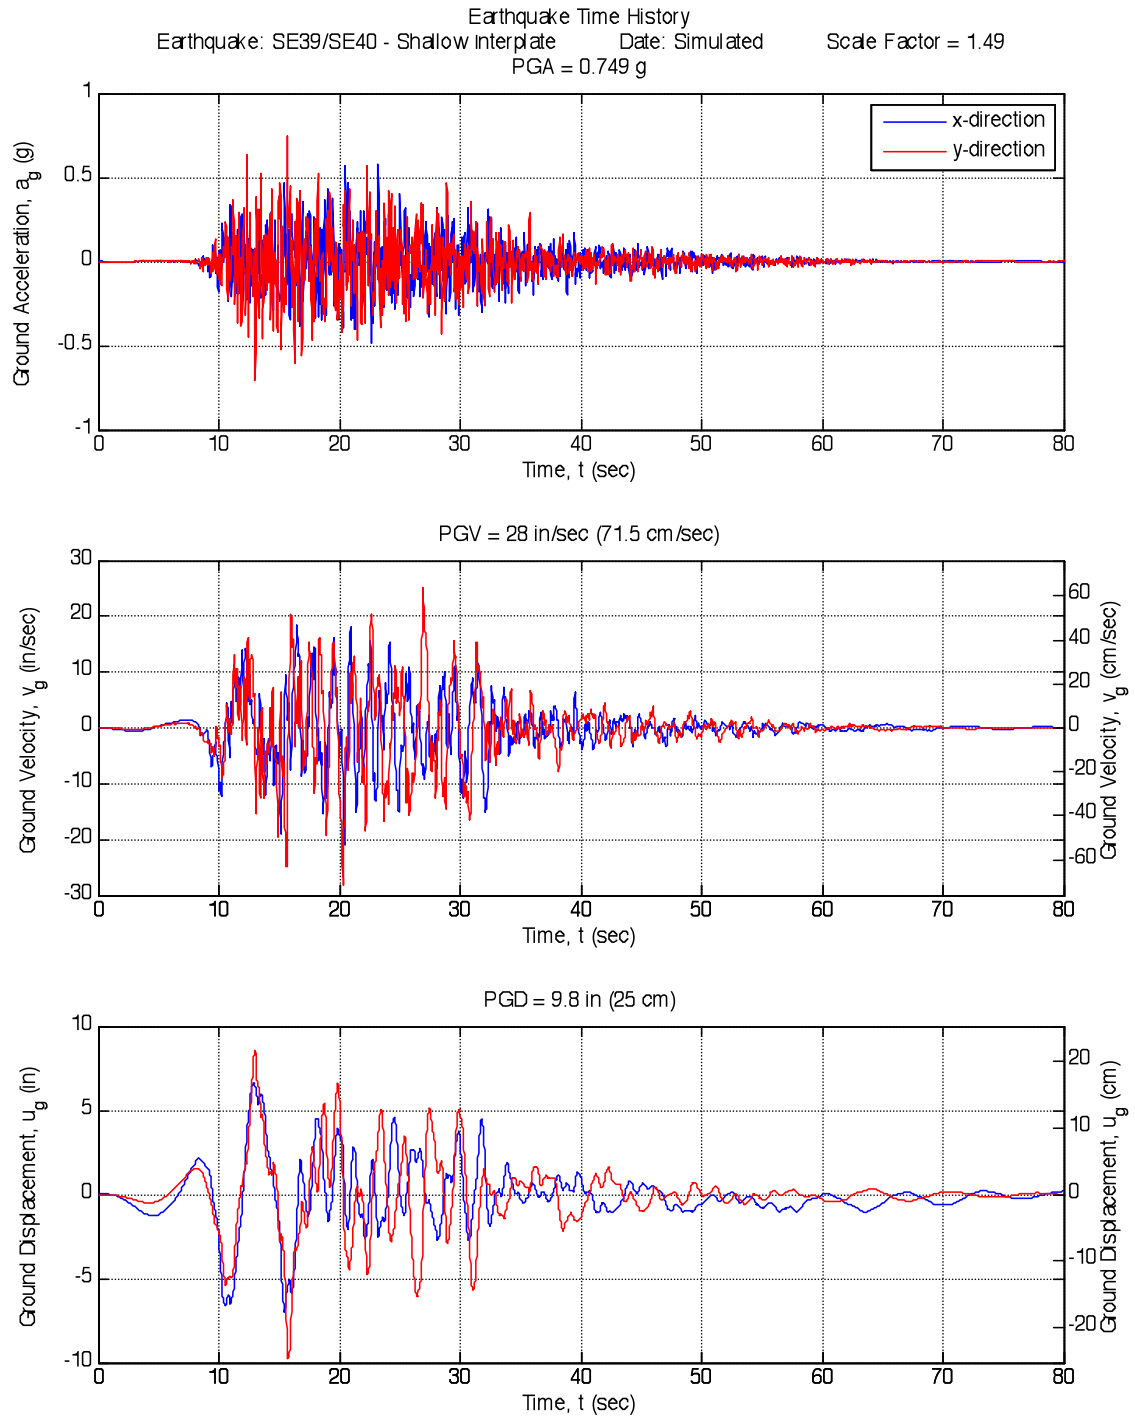 Earthquake Time History
Earthquake: SE39/SE40 - Shallow Interplate Date: Simulated Scale Factor = 1.49
PGA = 0.749 g
1
0.5
0
-0.5
-1
Ground Acceleration, a_g (g)
x-direction
y-direction
0 10 20 30 40 50 60 70 80
Time, t (sec)
PGV = 28 in/sec (71.5 cm/sec)
30
20
10
0
-10
-20
-30
Ground Velocity, v_g (in/sec)
60
40
20
0
-20
-40
-60
Ground Velocity, v_g (cm/sec)
0 10 20 30 40 50 60 70 80
Time, t (sec)
PGD = 9.8 in (25 cm)
10
5
0
-5
-10
Ground Displacement, u_g (in)
20
10
0
-10
-20
Ground Displacement, u_g (cm)
0 10 20 30 40 50 60 70 80
Time, t (sec)